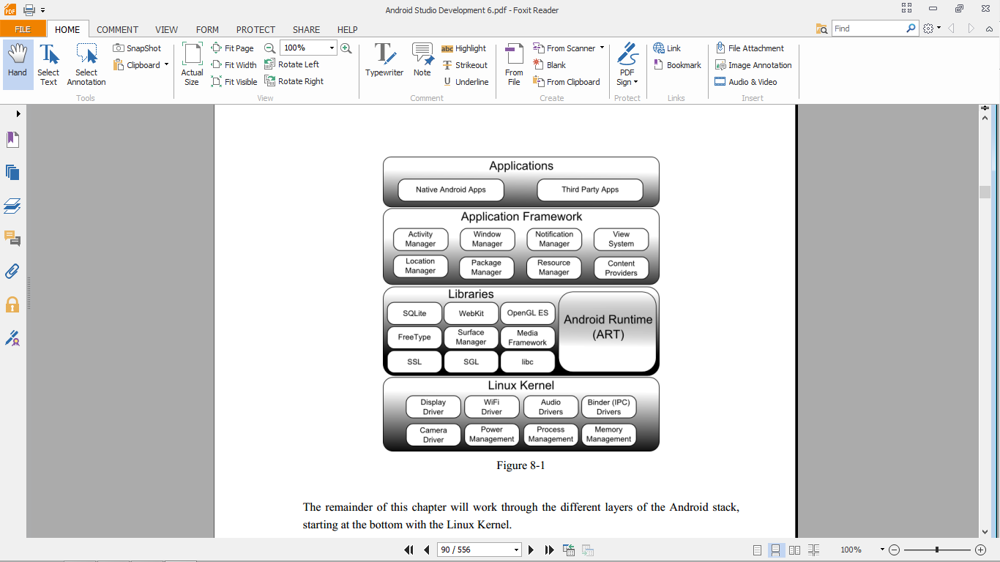 Android Studio Development 6.pdf - Foxit Reader
FILE
HOME
COMMENT
VIEW
FORM
PROTECT
SHARE
HELP
Find
Hand
Select
Text
Select
Annotation
SnapShot
Clipboard
Tools
Actual
Size
Fit Page
Fit Width
Fit Visible
100%
Rotate Left
Rotate Right
View
Typewriter
Note
abc Highlight
T Strikeout
U Underline
Comment
From
File
From Scanner
Blank
From Clipboard
Create
PDF
Sign
Protect
Link
Bookmark
Links
File Attachment
Image Annotation
Audio & Video
Insert
Applications
Native Android Apps
Third Party Apps
Application Framework
Activity
Manager
Window
Manager
Notification
Manager
View
System
Location
Manager
Package
Manager
Resource
Manager
Content
Providers
Libraries
SQLite
WebKit
OpenGL ES
FreeType
Surface
Manager
Media
Framework
SSL
SGL
libc
Android Runtime
(ART)
Linux Kernel
Display
Driver
WiFi
Driver
Audio
Drivers
Binder (IPC)
Drivers
Camera
Driver
Power
Management
Process
Management
Memory
Management
Figure 8-1
The remainder of this chapter will work through the different layers of the Android stack,
starting at the bottom with the Linux Kernel.
90 / 556
100%